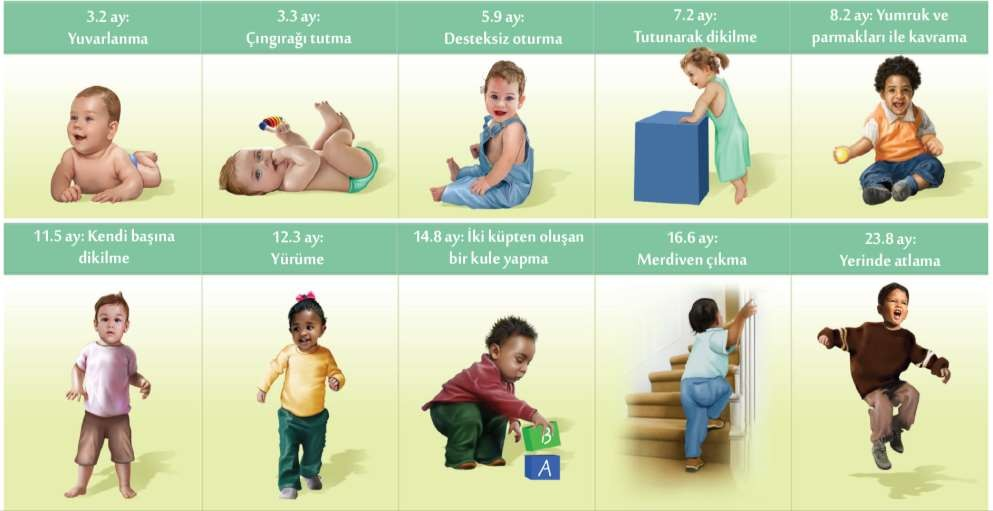 3.2 ay:
Yuvarlanma
3.3 ay:
Çıngırağı tutma
5.9 ay:
Desteksiz oturma
7.2 ay:
Tutunarak dikilme
8.2 ay: Yumruk ve
parmakları ile kavrama
11.5 ay: Kendi başına
dikilme
12.3 ay:
Yürüme
14.8 ay: İki küpten oluşan
bir kule yapma
16.6 ay:
Merdiven çıkma
23.8 ay:
Yerinde atlama
B
A